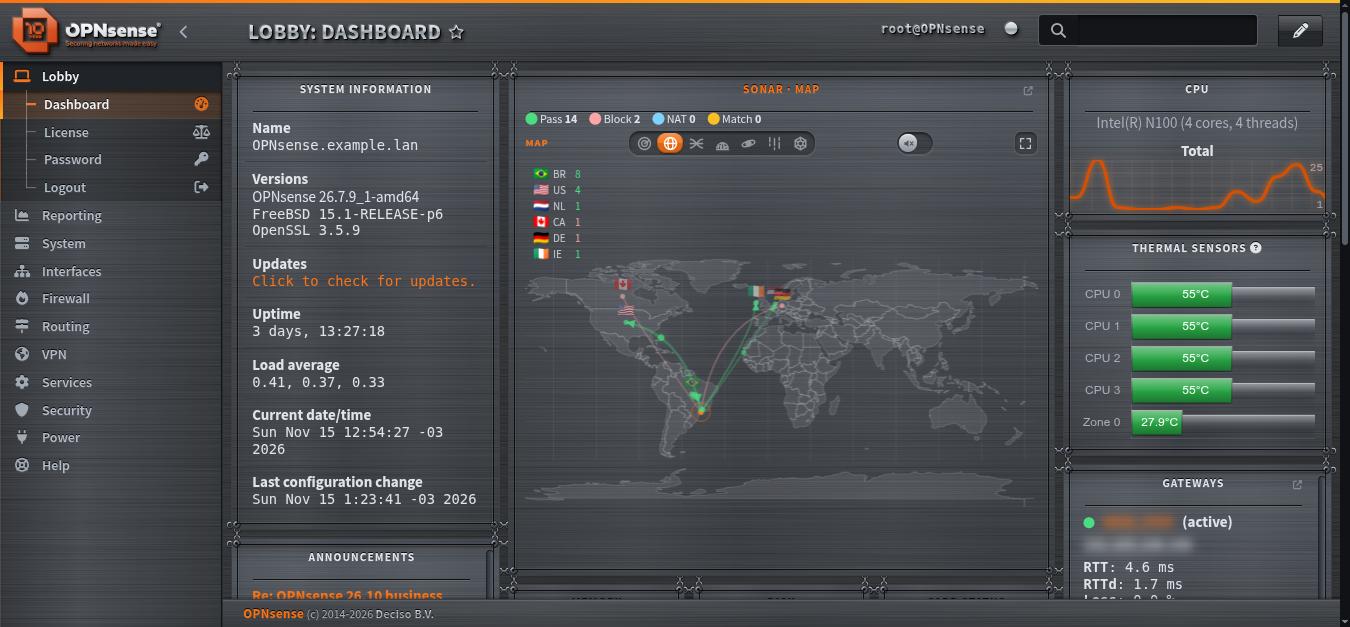 OPNsense®
Securing networks made easy
LOBBY: DASHBOARD
root@OPNsense
Lobby
Dashboard
License
Password
Logout
Reporting
System
Interfaces
Firewall
Routing
VPN
Services
Security
Power
Help
SYSTEM INFORMATION
Name
OPNsense.example.lan
Versions
OPNsense 26.7.9_1-amd64
FreeBSD 15.1-RELEASE-p6
OpenSSL 3.5.9
Updates
Click to check for updates.
Uptime
3 days, 13:27:18
Load average
0.41, 0.37, 0.33
Current date/time
Sun Nov 15 12:54:27 -03
2026
Last configuration change
Sun Nov 15 1:23:41 -03 2026
ANNOUNCEMENTS
Re: OPNsense 26.10 business
SONAR · MAP
Pass 14 Block 2 NAT 0 Match 0
MAP
BR 8
US 4
NL 1
CA 1
DE 1
IE 1
CPU
Intel(R) N100 (4 cores, 4 threads)
Total
25
1
THERMAL SENSORS
CPU 0 55°C
CPU 1 55°C
CPU 2 55°C
CPU 3 55°C
Zone 0 27.9°C
GATEWAYS
(active)
RTT: 4.6 ms
RTTd: 1.7 ms
OPNsense (c) 2014-2026 Deciso B.V.